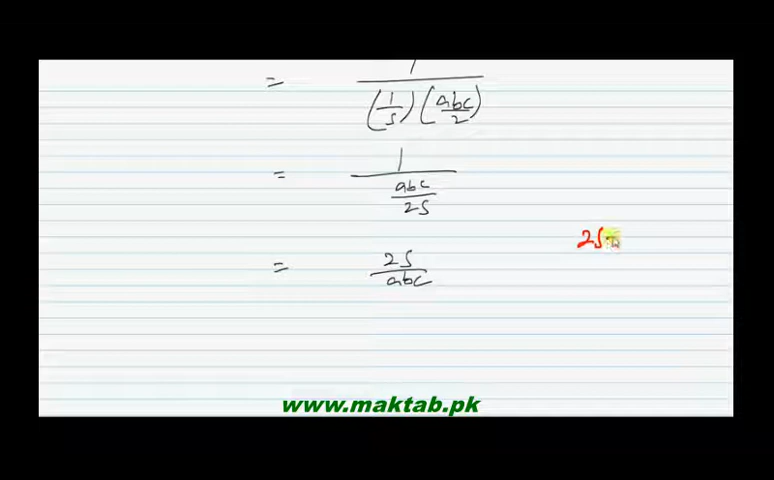 = 1 / (1/s)(abc/2)
= 1 / abc/2s
2s=
= 2s/abc
www.maktab.pk